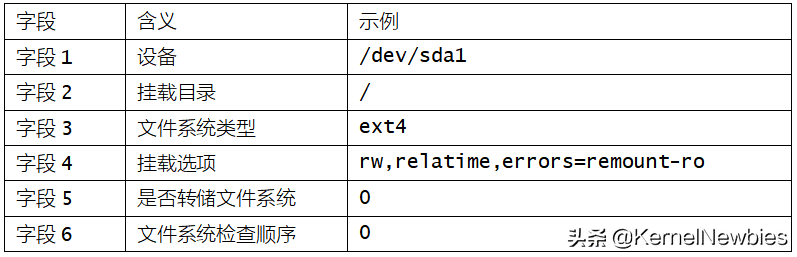 字段 含义 示例
字段 1 设备 /dev/sda1
字段 2 挂载目录 /
字段 3 文件系统类型 ext4
字段 4 挂载选项 rw,relatime,errors=remount-ro
字段 5 是否转储文件系统 0
字段 6 文件系统检查顺序 0
头条 @KernelNewbies